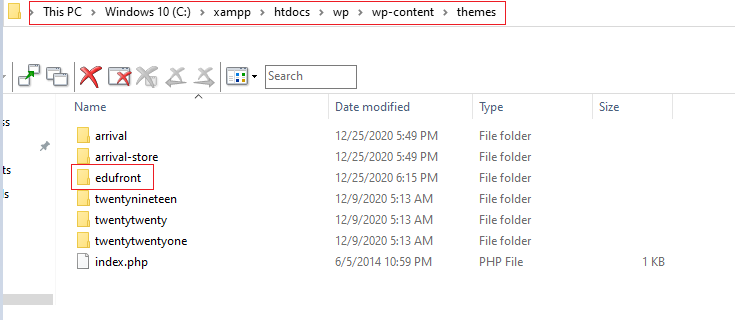 This PC > Windows 10 (C:) > xampp > htdocs > wp > wp-content > themes >
Search
Name Date modified Type Size
arrival 12/25/2020 5:49 PM File folder
arrival-store 12/25/2020 5:49 PM File folder
edufront 12/25/2020 6:15 PM File folder
twentynineteen 12/9/2020 5:13 AM File folder
twentytwenty 12/9/2020 5:13 AM File folder
twentytwentyone 12/9/2020 5:13 AM File folder
index.php 6/5/2014 10:59 PM PHP File 1 KB
ss
ts
ds